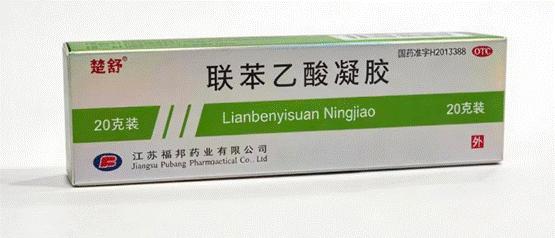 楚舒®
国药准字H2013388
OTC
联苯乙酸凝胶
20克装
Lianbenyisuan Ningjiao
20克装
江苏福邦药业有限公司
Jiangsu Pubang Pharmoactical Co., Ltd
外